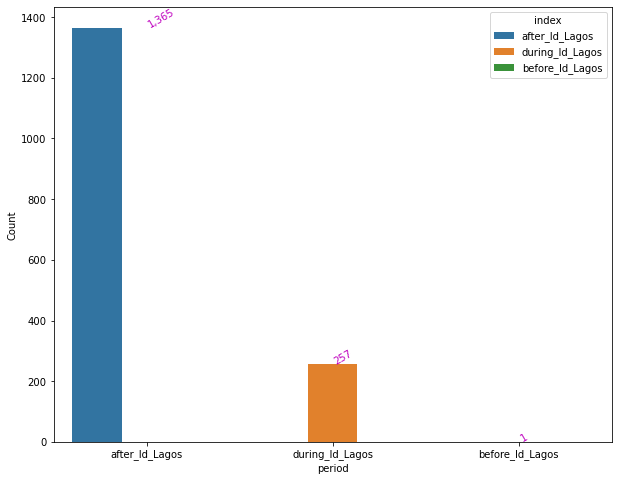 1400
1200
1000
800
600
400
200
0
Count
1,365
257
1
index
after_ld_Lagos
during_ld_Lagos
before_ld_Lagos
after_ld_Lagos
during_ld_Lagos
before_ld_Lagos
period